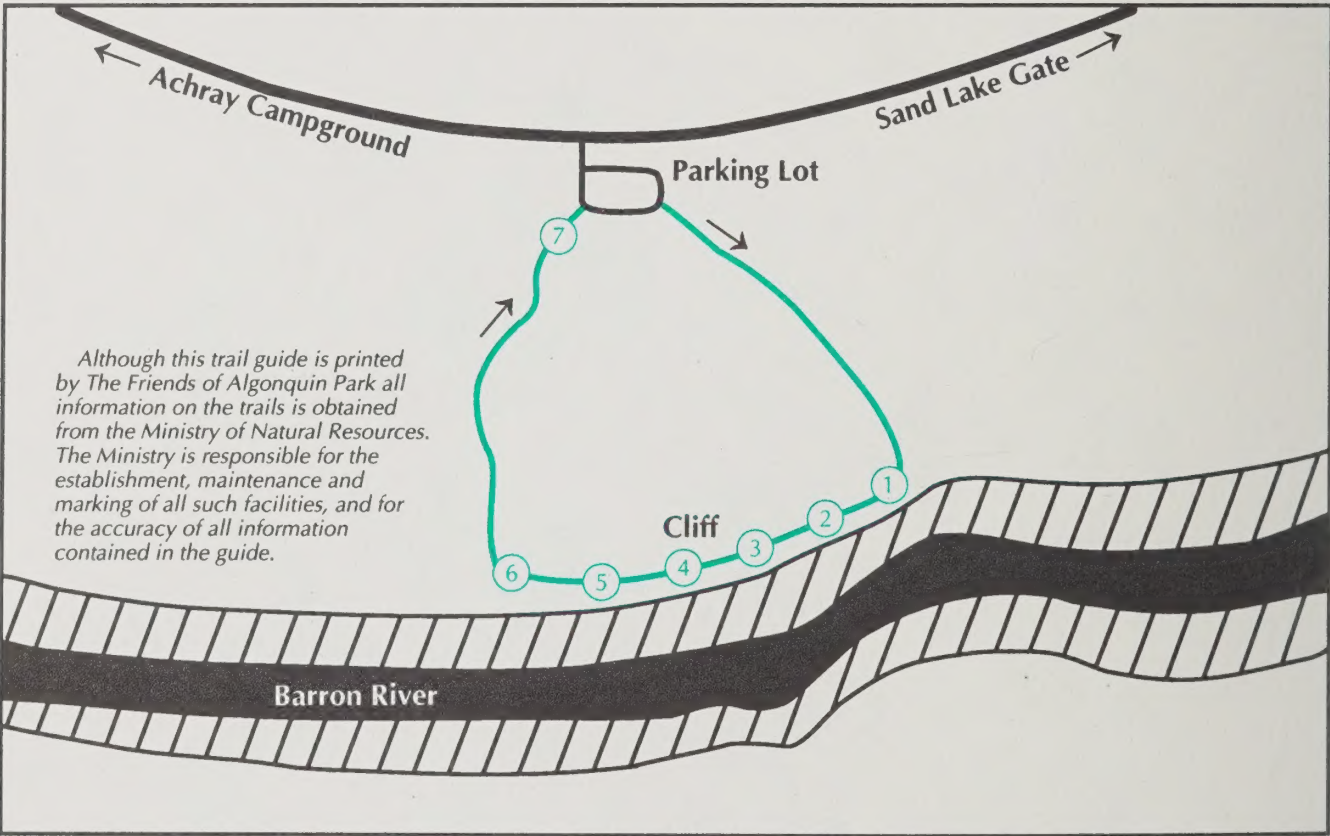 Achray Campground
Sand Lake Gate
Parking Lot
7
Although this trail guide is printed
by The Friends of Algonquin Park all
information on the trails is obtained
from the Ministry of Natural Resources.
The Ministry is responsible for the
establishment, maintenance and
marking of all such facilities, and for
the accuracy of all information
contained in the guide.
1
2
Cliff
3
4
5
6
Barron River